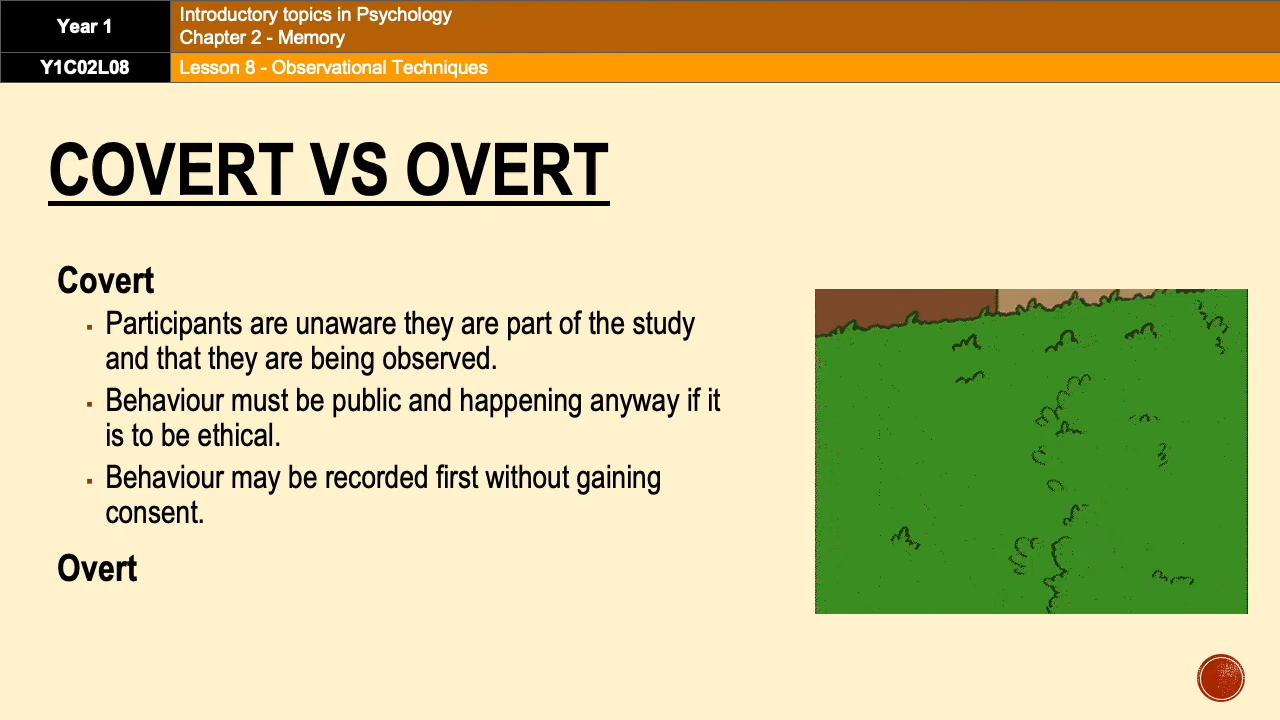 Year 1
Introductory topics in Psychology
Chapter 2 - Memory
Y1C02L08
Lesson 8 - Observational Techniques
COVERT VS OVERT
Covert
▪ Participants are unaware they are part of the study
and that they are being observed.
▪ Behaviour must be public and happening anyway if it
is to be ethical.
▪ Behaviour may be recorded first without gaining
consent.
Overt